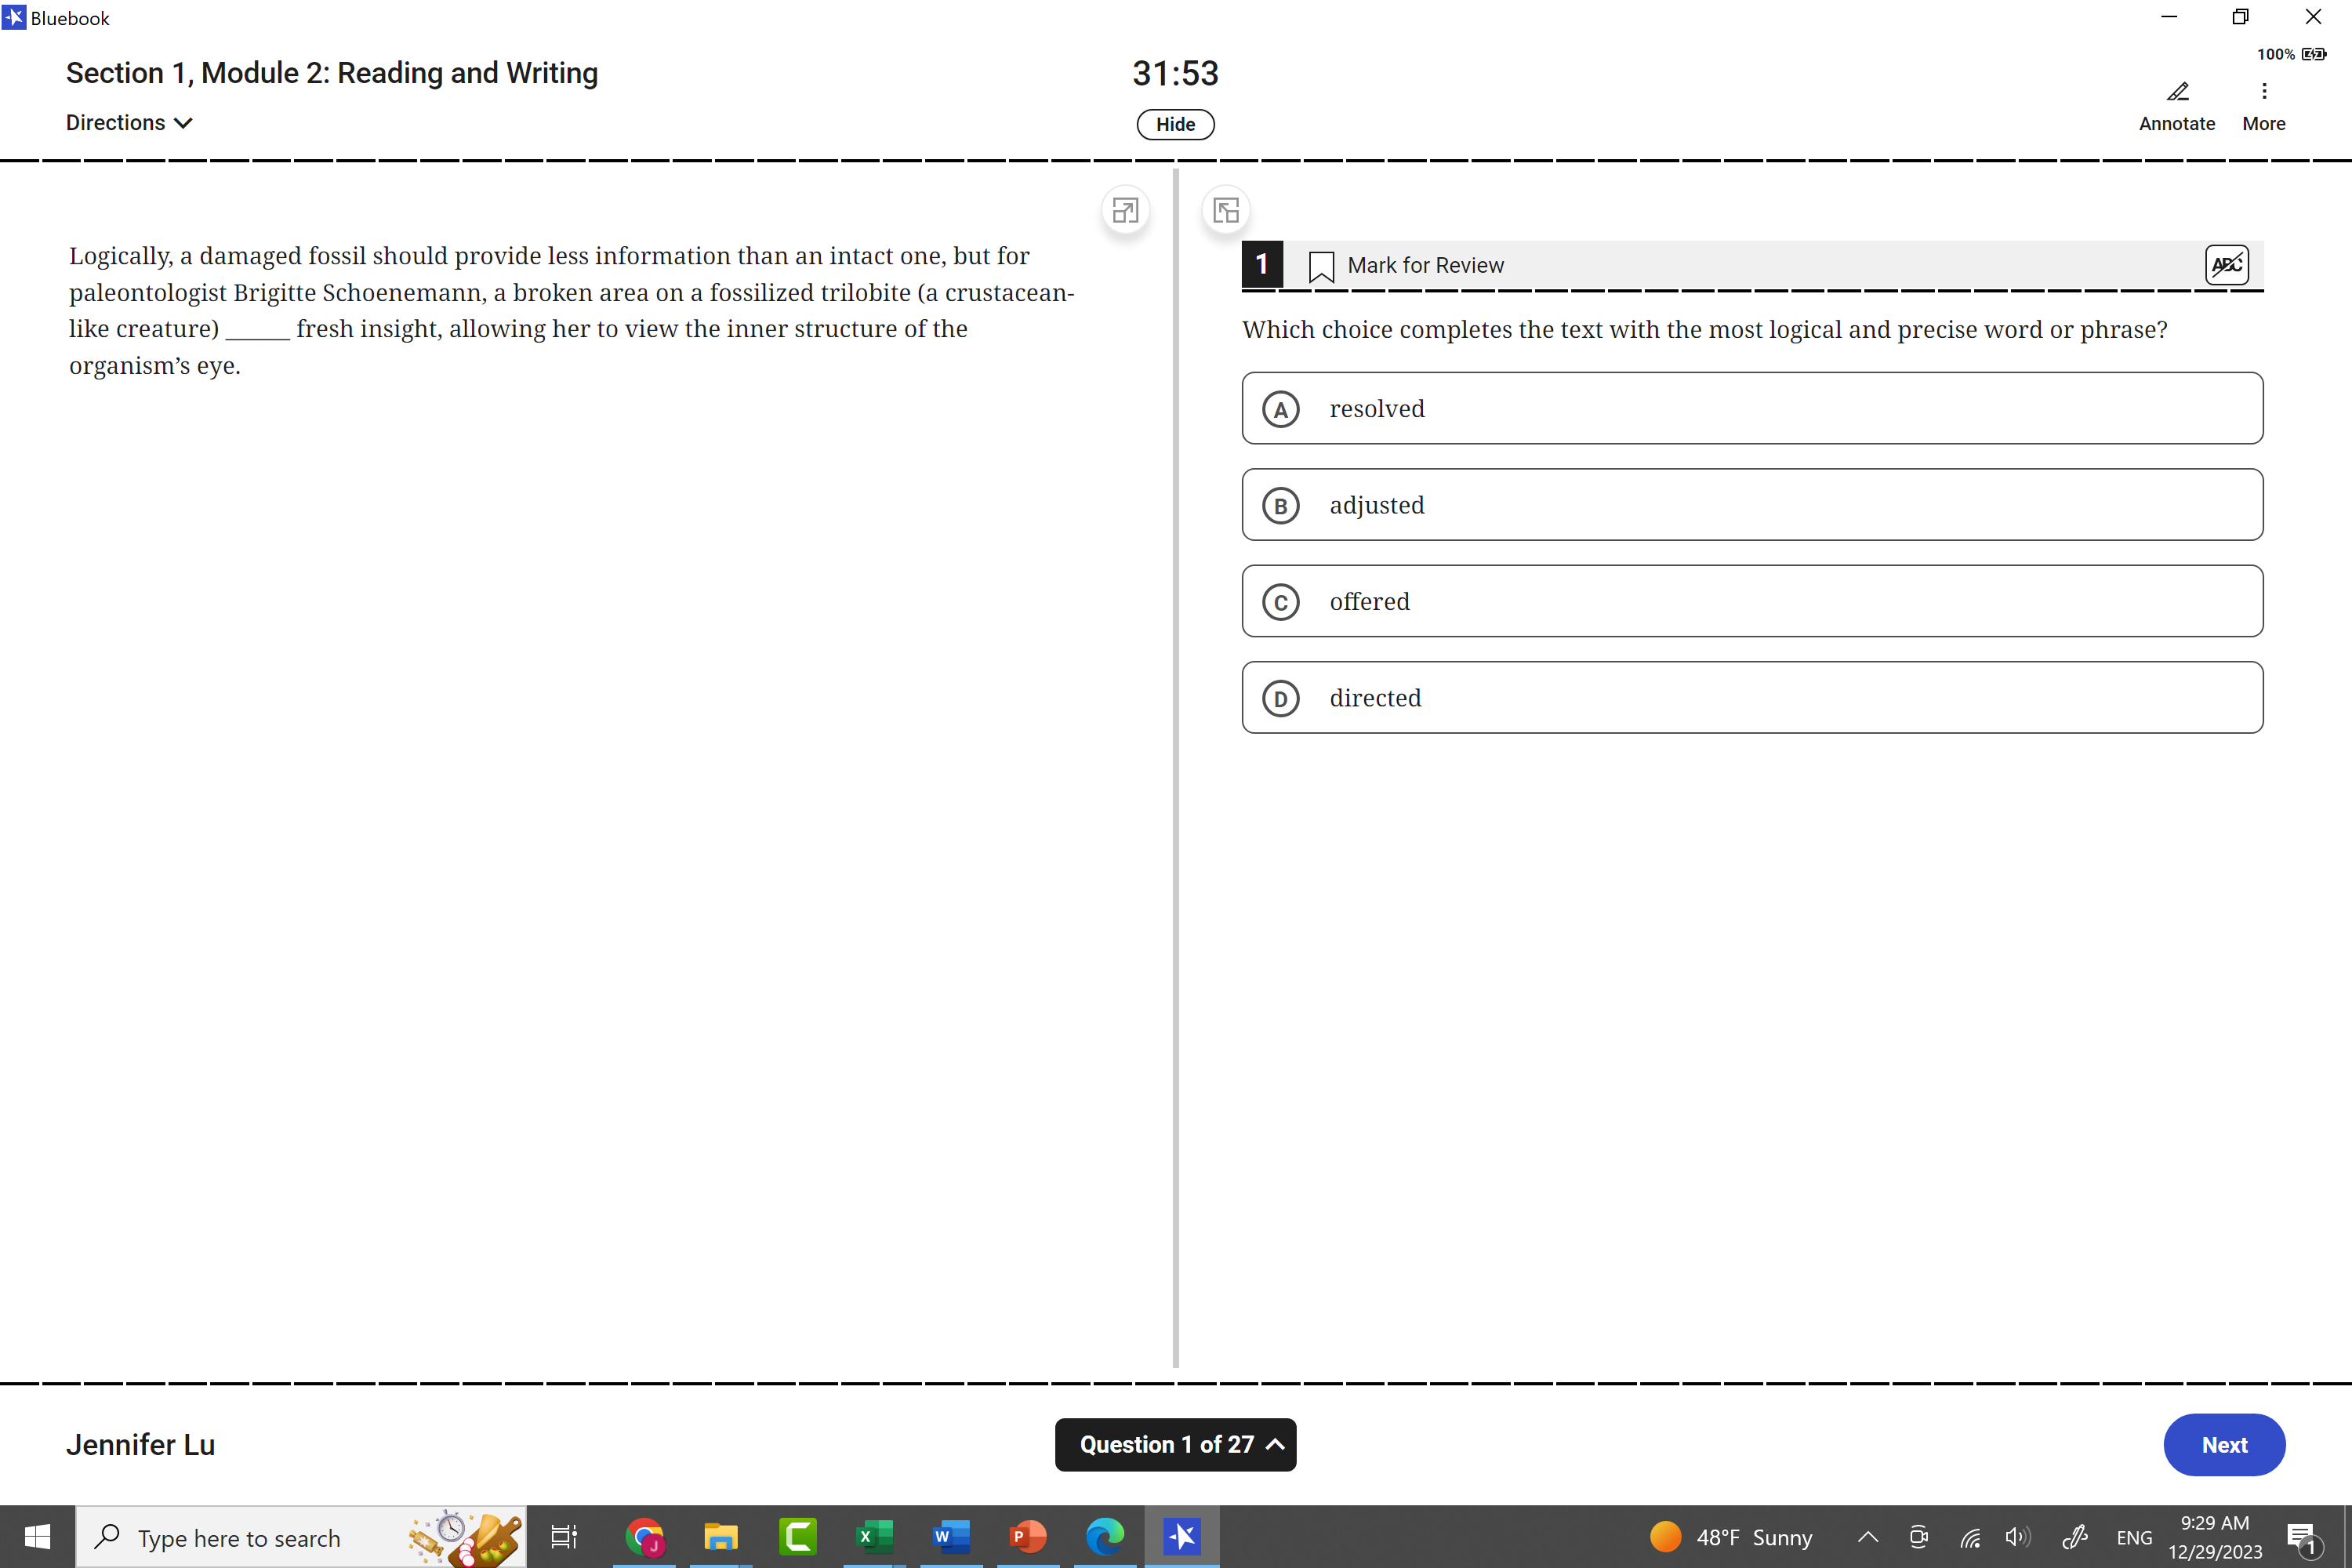 Bluebook
Section 1, Module 2: Reading and Writing
31:53
100%
Directions
Hide
Annotate
More
Logically, a damaged fossil should provide less information than an intact one, but for
paleontologist Brigitte Schoenemann, a broken area on a fossilized trilobite (a crustacean-
like creature) ______ fresh insight, allowing her to view the inner structure of the
organism’s eye.
1
Mark for Review
ABC
Which choice completes the text with the most logical and precise word or phrase?
A resolved
B adjusted
C offered
D directed
Jennifer Lu
Question 1 of 27
Next
Type here to search
J
X
W
P
48°F Sunny
ENG
9:29 AM
12/29/2023
1